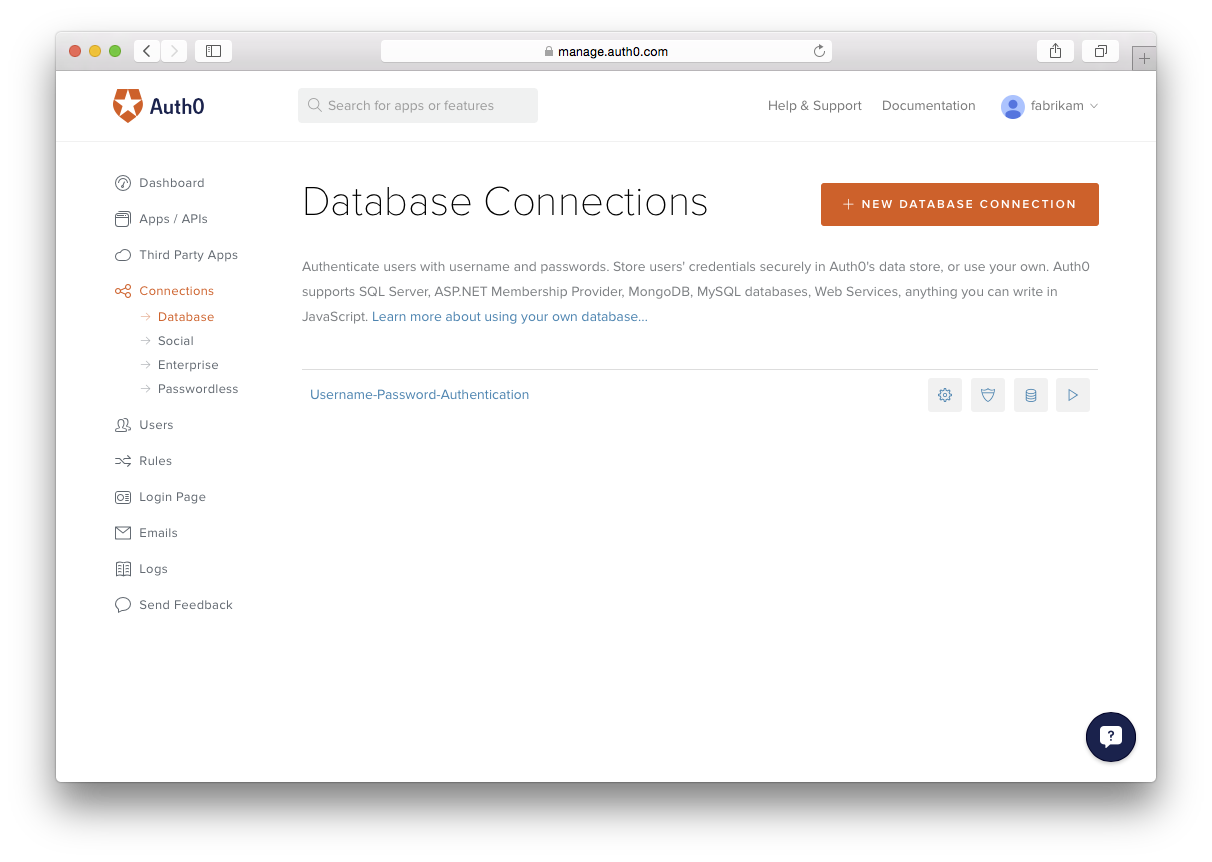 manage.auth0.com
Auth0
Search for apps or features
Help & Support
Documentation
fabrikam
Dashboard
Apps / APIs
Third Party Apps
Connections
Database
Social
Enterprise
Passwordless
Users
Rules
Login Page
Emails
Logs
Send Feedback
Database Connections
+ NEW DATABASE CONNECTION
Authenticate users with username and passwords. Store users' credentials securely in Auth0's data store, or use your own. Auth0
supports SQL Server, ASP.NET Membership Provider, MongoDB, MySQL databases, Web Services, anything you can write in
JavaScript. Learn more about using your own database...
Username-Password-Authentication
?